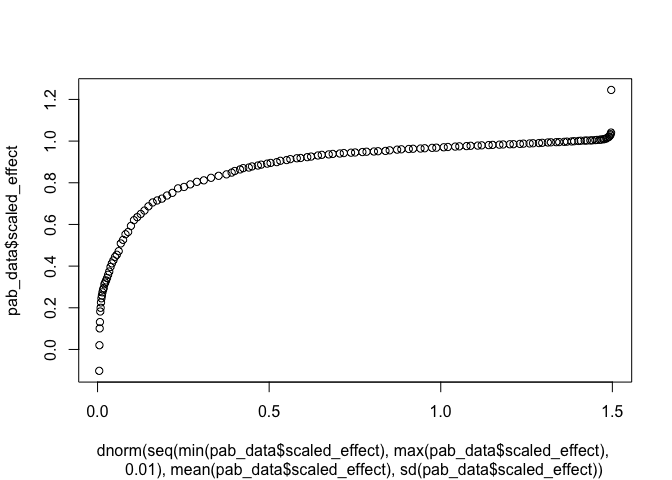 1.2
1.0
0.8
0.6
0.4
0.2
0.0
pab_data$scaled_effect
0.0 0.5 1.0 1.5
dnorm(seq(min(pab_data$scaled_effect), max(pab_data$scaled_effect),
0.01), mean(pab_data$scaled_effect), sd(pab_data$scaled_effect))